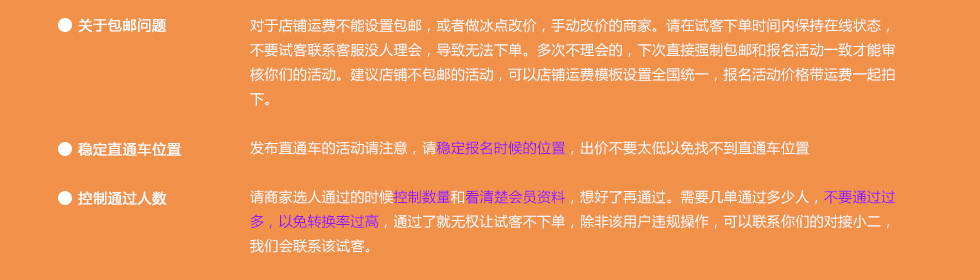 ● 关于包邮问题
对于店铺运费不能设置包邮，或者做冰点改价，手动改价的商家。请在试客下单时间内保持在线状态，
不要试客联系客服没人理会，导致无法下单。多次不理会的，下次直接强制包邮和报名活动一致才能审
核你们的活动。建议店铺不包邮的活动，可以店铺运费模板设置全国统一，报名活动价格带运费一起拍
下。
● 稳定直通车位置
发布直通车的活动请注意，请稳定报名时候的位置，出价不要太低以免找不到直通车位置
● 控制通过人数
请商家选人通过的时候控制数量和看清楚会员资料，想好了再通过。需要几单通过多少人，不要通过过
多，以免转换率过高，通过了就无权让试客不下单，除非该用户违规操作，可以联系你们的对接小二，
我们会联系该试客。